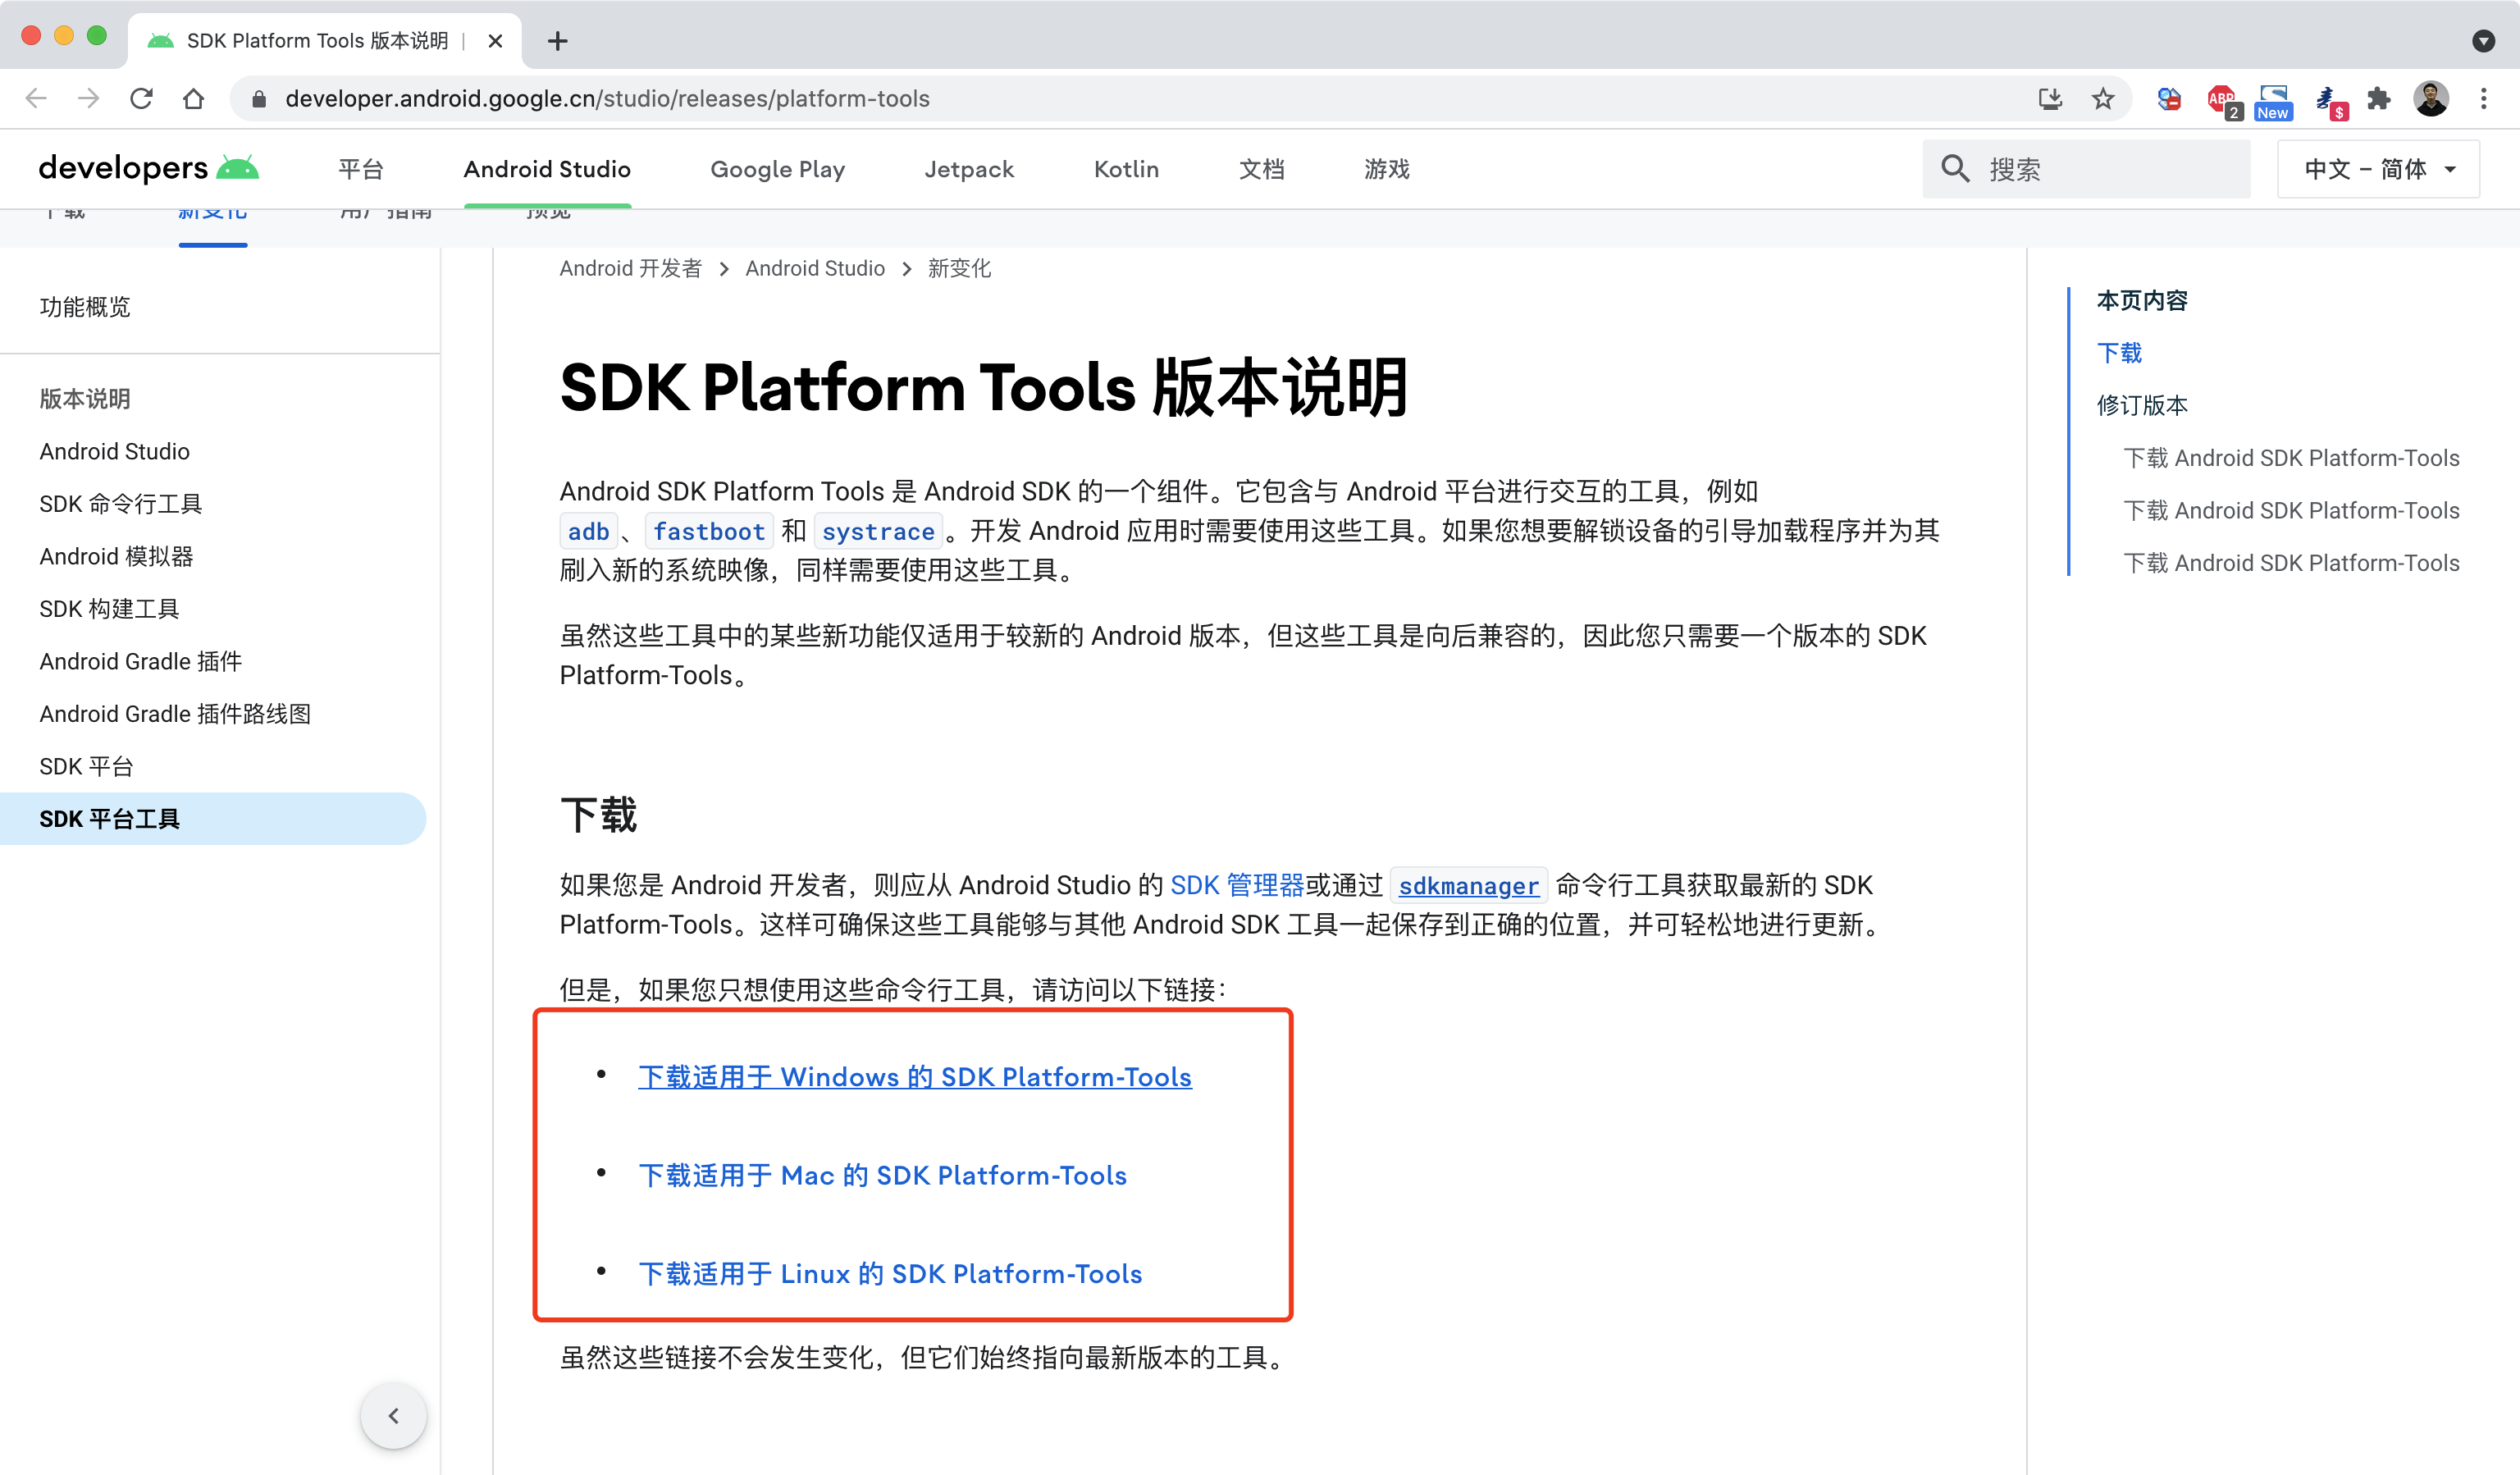 SDK Platform Tools 版本说明 |
developer.android.google.cn/studio/releases/platform-tools
ABP
2
New
$
developers
平台
Android Studio
Google Play
Jetpack
Kotlin
文档
游戏
搜索
中文 – 简体
下载
新变化
用户指南
预览
功能概览
版本说明
Android Studio
SDK 命令行工具
Android 模拟器
SDK 构建工具
Android Gradle 插件
Android Gradle 插件路线图
SDK 平台
SDK 平台工具
Android 开发者 > Android Studio > 新变化
SDK Platform Tools 版本说明
Android SDK Platform Tools 是 Android SDK 的一个组件。它包含与 Android 平台进行交互的工具，例如
adb、fastboot 和 systrace。开发 Android 应用时需要使用这些工具。如果您想要解锁设备的引导加载程序并为其
刷入新的系统映像，同样需要使用这些工具。
虽然这些工具中的某些新功能仅适用于较新的 Android 版本，但这些工具是向后兼容的，因此您只需要一个版本的 SDK
Platform-Tools。
下载
如果您是 Android 开发者，则应从 Android Studio 的 SDK 管理器或通过 sdkmanager 命令行工具获取最新的 SDK
Platform-Tools。这样可确保这些工具能够与其他 Android SDK 工具一起保存到正确的位置，并可轻松地进行更新。
但是，如果您只想使用这些命令行工具，请访问以下链接：
• 下载适用于 Windows 的 SDK Platform-Tools
• 下载适用于 Mac 的 SDK Platform-Tools
• 下载适用于 Linux 的 SDK Platform-Tools
虽然这些链接不会发生变化，但它们始终指向最新版本的工具。
本页内容
下载
修订版本
下载 Android SDK Platform-Tools
下载 Android SDK Platform-Tools
下载 Android SDK Platform-Tools